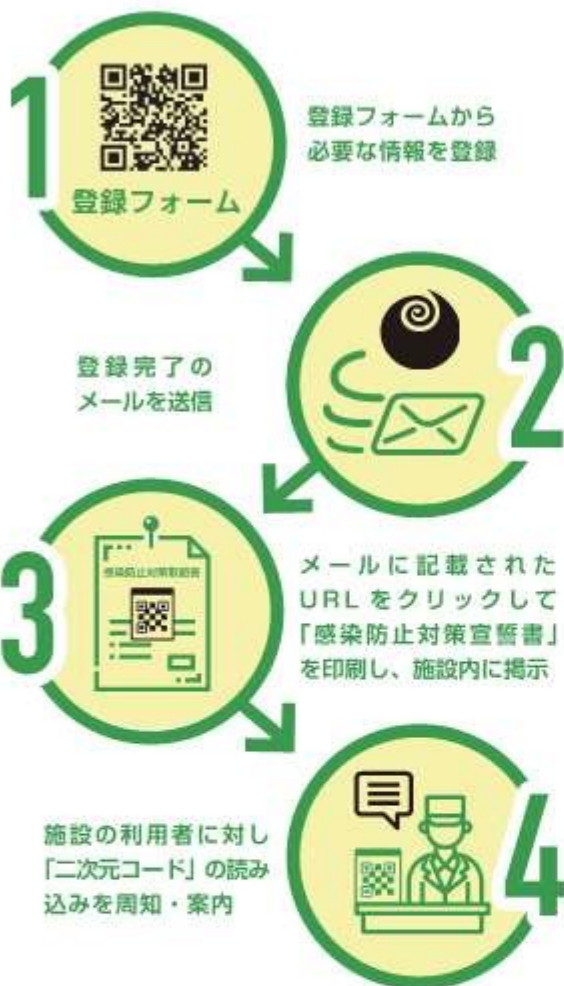 1
登録フォーム
登録フォームから
必要な情報を登録
2
登録完了の
メールを送信
3
メールに記載された
URLをクリックして
「感染防止対策宣誓書」
を印刷し、施設内に掲示
4
施設の利用者に対し
「二次元コード」の読み
込みを周知・案内